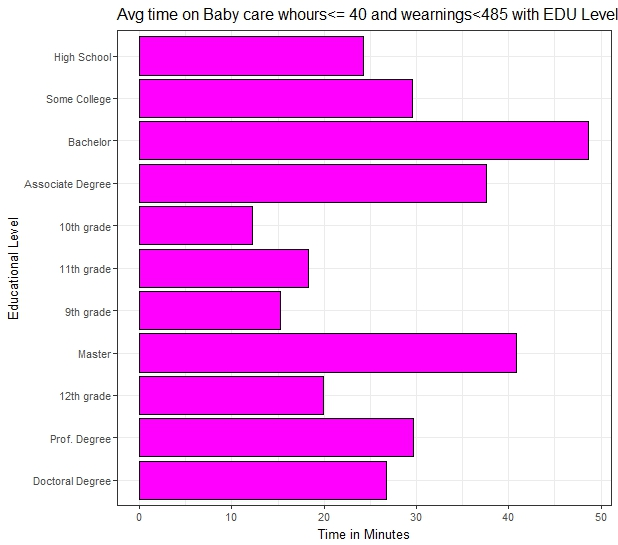 Avg time on Baby care whours<= 40 and wearnings<485 with EDU Level
High School
Some College
Bachelor
Associate Degree
10th grade
11th grade
9th grade
Master
12th grade
Prof. Degree
Doctoral Degree
Educational Level
0 10 20 30 40 50
Time in Minutes